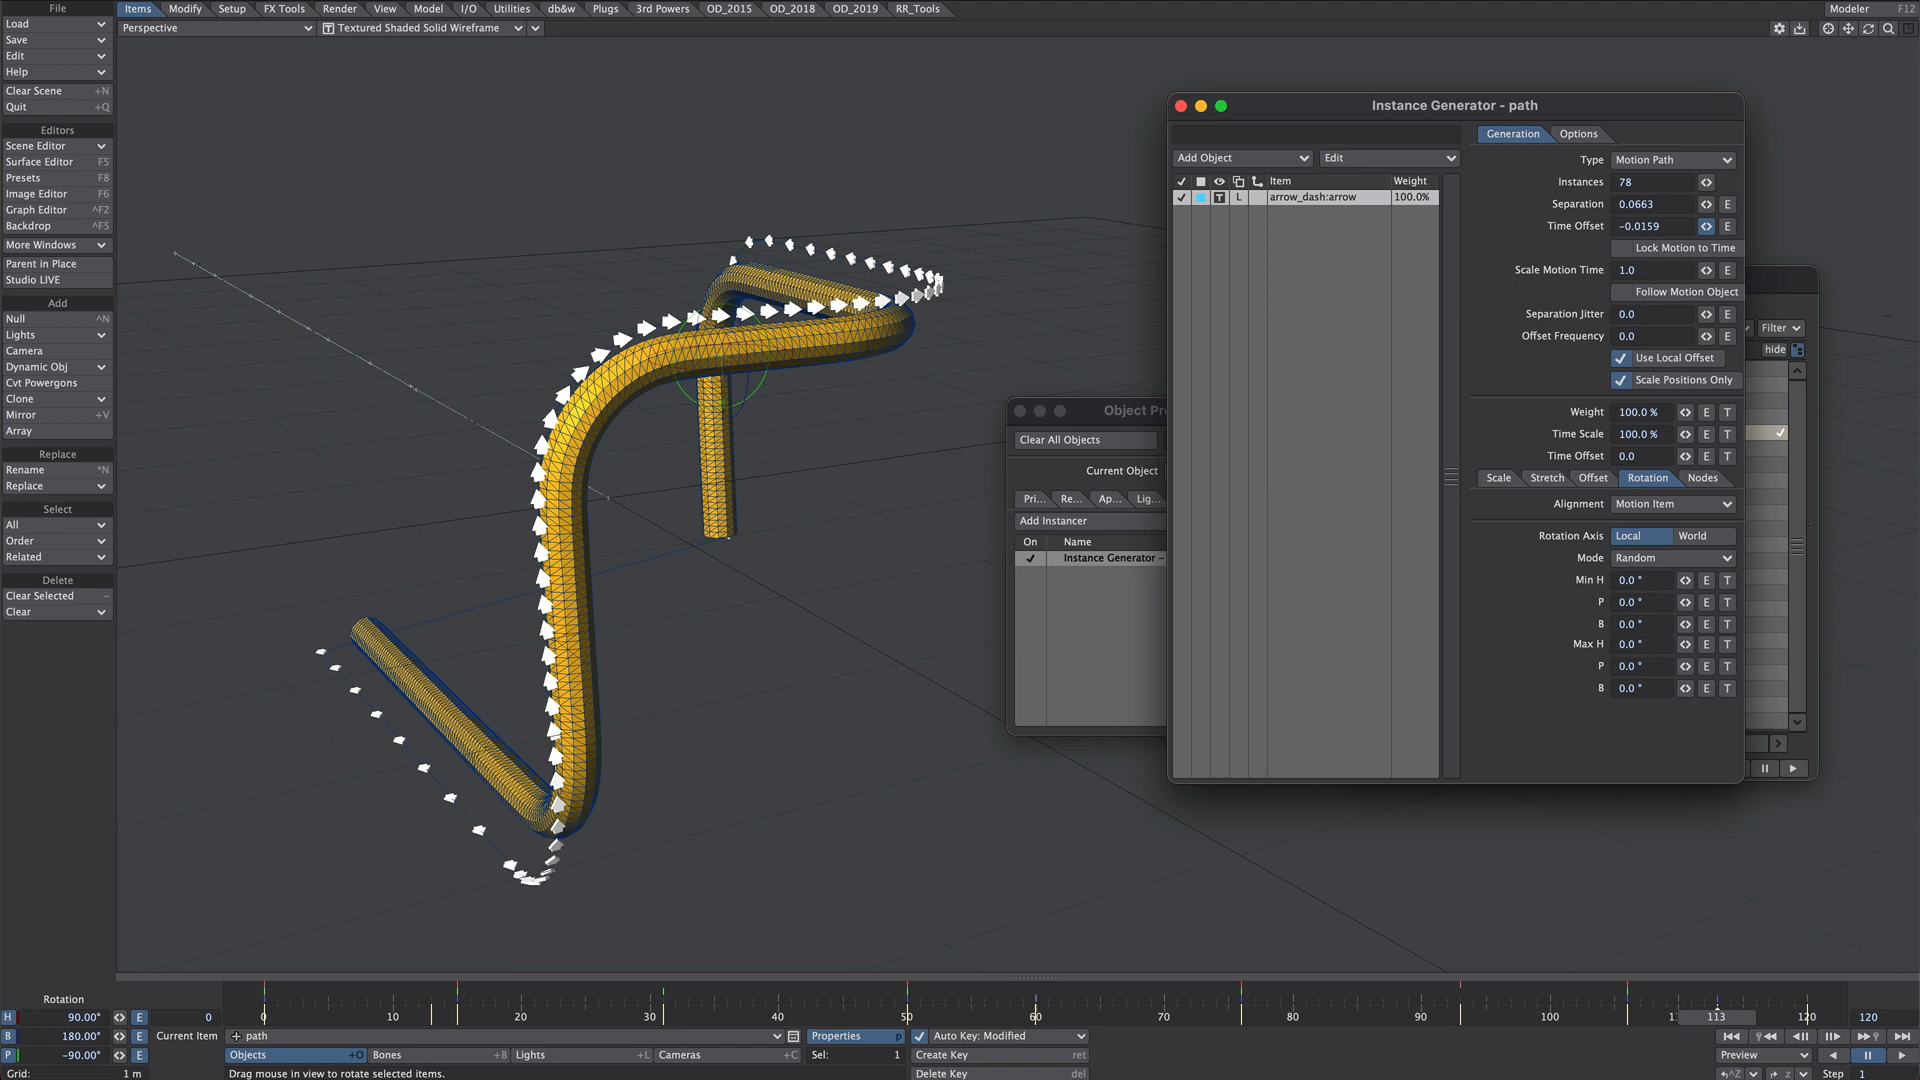 File
Items
Modify
Setup
FX Tools
Render
View
Model
I/O
Utilities
db&w
Plugs
3rd Powers
OD_2015
OD_2018
OD_2019
RR_Tools
Modeler F12
Perspective
Textured Shaded Solid Wireframe
Load
Save
Edit
Help
Clear Scene +N
Quit +Q
Editors
Scene Editor
Surface Editor F5
Presets F8
Image Editor F6
Graph Editor ^F2
Backdrop ^F5
More Windows
Parent in Place
Studio LIVE
Add
Null ^N
Lights
Camera
Dynamic Obj
Cvt Powergons
Clone
Mirror +V
Array
Replace
Rename *N
Replace
Select
All
Order
Related
Delete
Clear Selected –
Clear
Instance Generator - path
Add Object
Edit
Item Weight
T L arrow_dash:arrow 100.0%
Generation
Options
Type Motion Path
Instances 78
Separation 0.0663 E
Time Offset -0.0159 E
Lock Motion to Time
Scale Motion Time 1.0 E
Follow Motion Object
Separation Jitter 0.0 E
Offset Frequency 0.0 E
Use Local Offset
Scale Positions Only
Weight 100.0 % E T
Time Scale 100.0 % E T
Time Offset 0.0 E T
Scale Stretch Offset Rotation Nodes
Alignment Motion Item
Rotation Axis Local World
Mode Random
Min H 0.0 ° E T
P 0.0 ° E T
B 0.0 ° E T
Max H 0.0 ° E T
P 0.0 ° E T
B 0.0 ° E T
Filter
hide
Object Pr
Clear All Objects
Current Object
Pri... Re... Ap... Lig...
Add Instancer
On Name
Instance Generator –
Rotation
H 90.00° E
B 180.00° E
P –90.00° E
Grid: 1 m
0
0 10 20 30 40 50 60 70 80 90 100 113 120
120
Current Item path
Properties p
Auto Key: Modified
Objects +O
Bones +B
Lights +L
Cameras +C
Sel: 1
Create Key ret
Delete Key del
Drag mouse in view to rotate selected items.
Preview
Step 1
^Z
z